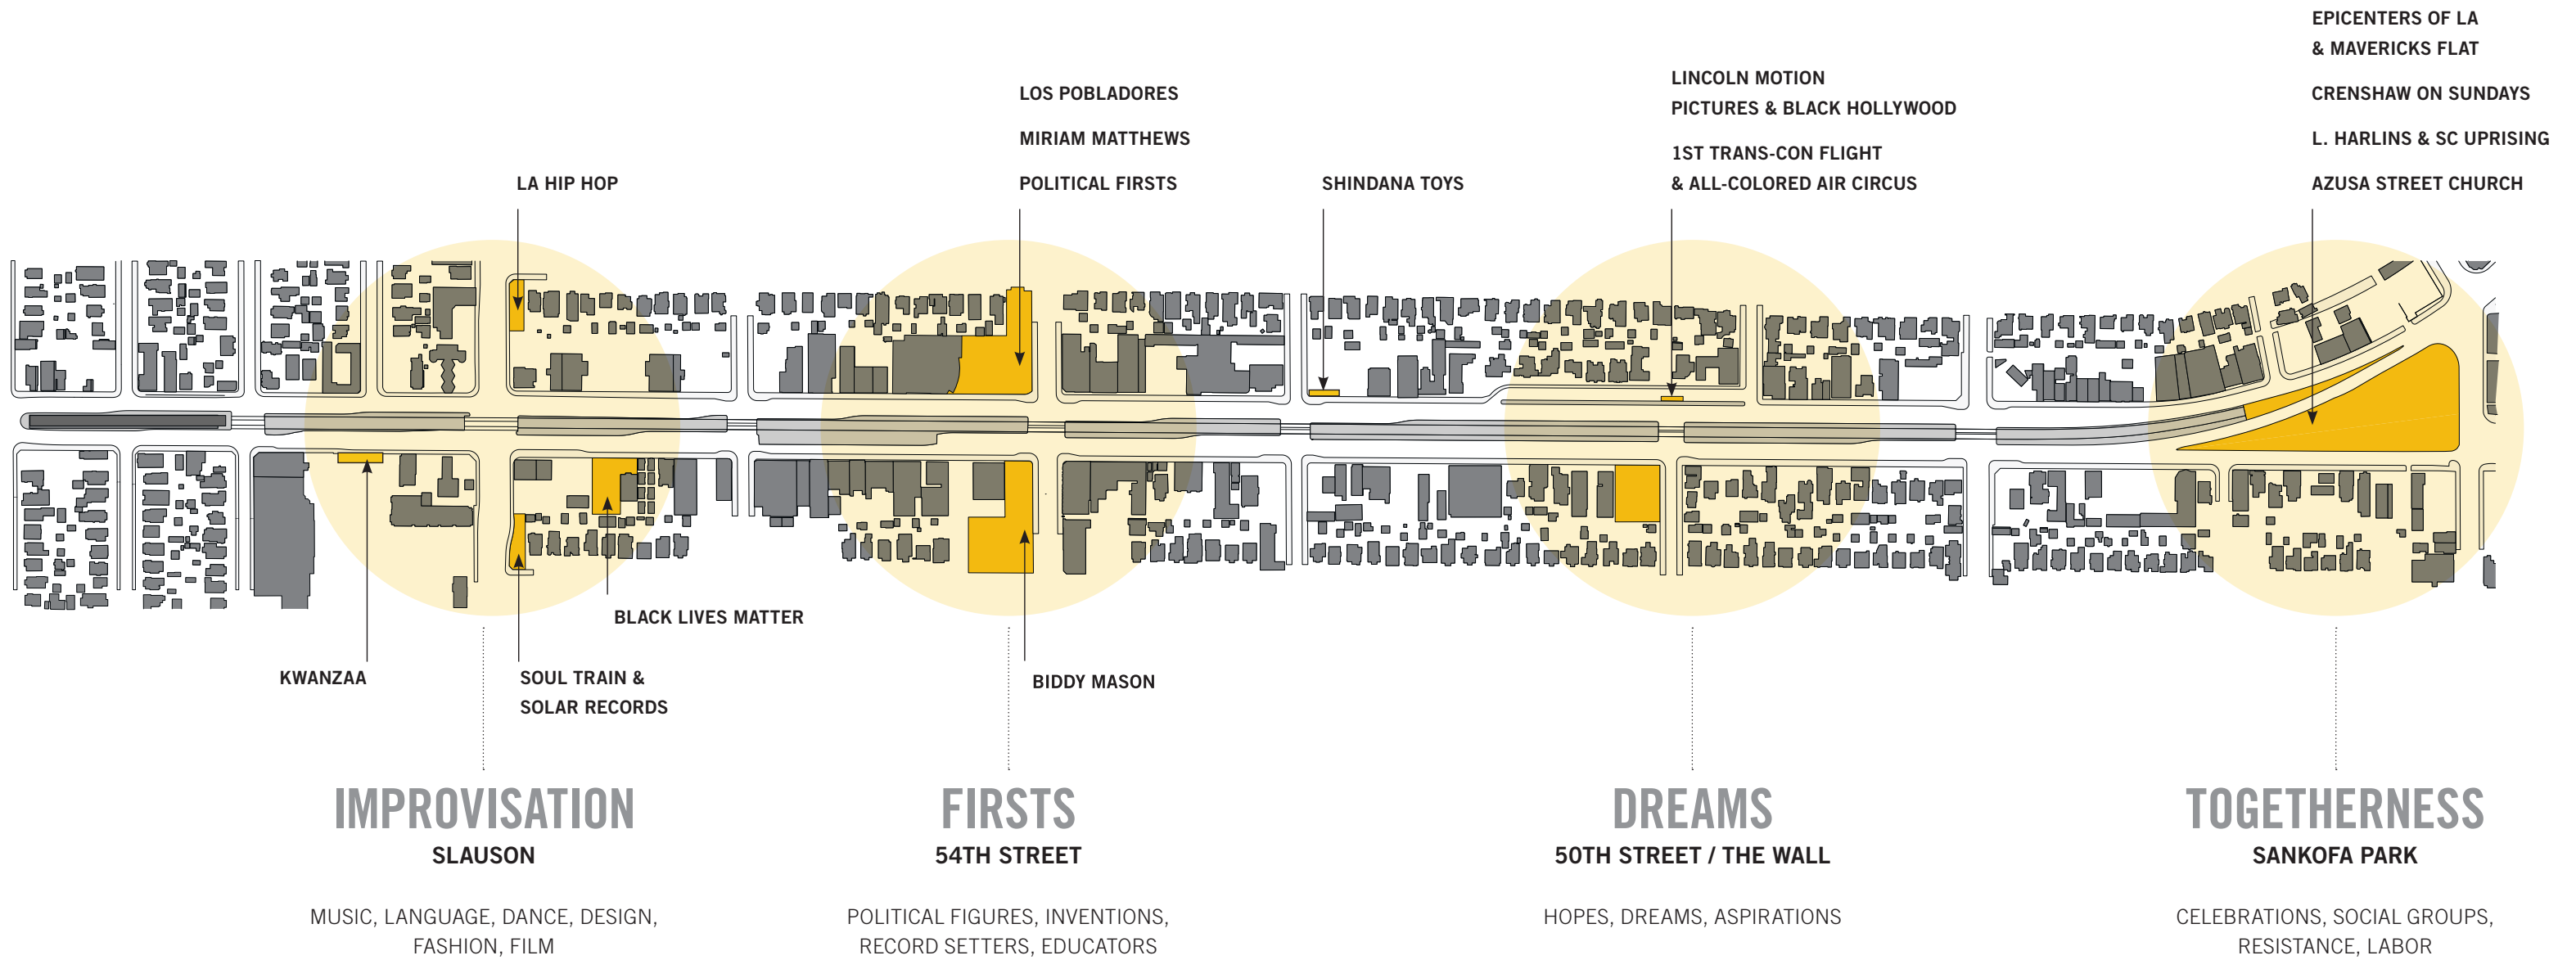 EPICENTERS OF LA
& MAVERICKS FLAT
CRENSHAW ON SUNDAYS
L. HARLINS & SC UPRISING
AZUSA STREET CHURCH
LINCOLN MOTION
PICTURES & BLACK HOLLYWOOD
1ST TRANS-CON FLIGHT
& ALL-COLORED AIR CIRCUS
LOS POBLADORES
MIRIAM MATTHEWS
POLITICAL FIRSTS
LA HIP HOP
SHINDANA TOYS
BLACK LIVES MATTER
KWANZAA
SOUL TRAIN &
SOLAR RECORDS
BIDDY MASON
IMPROVISATION
SLAUSON
MUSIC, LANGUAGE, DANCE, DESIGN,
FASHION, FILM
FIRSTS
54TH STREET
POLITICAL FIGURES, INVENTIONS,
RECORD SETTERS, EDUCATORS
DREAMS
50TH STREET / THE WALL
HOPES, DREAMS, ASPIRATIONS
TOGETHERNESS
SANKOFA PARK
CELEBRATIONS, SOCIAL GROUPS,
RESISTANCE, LABOR